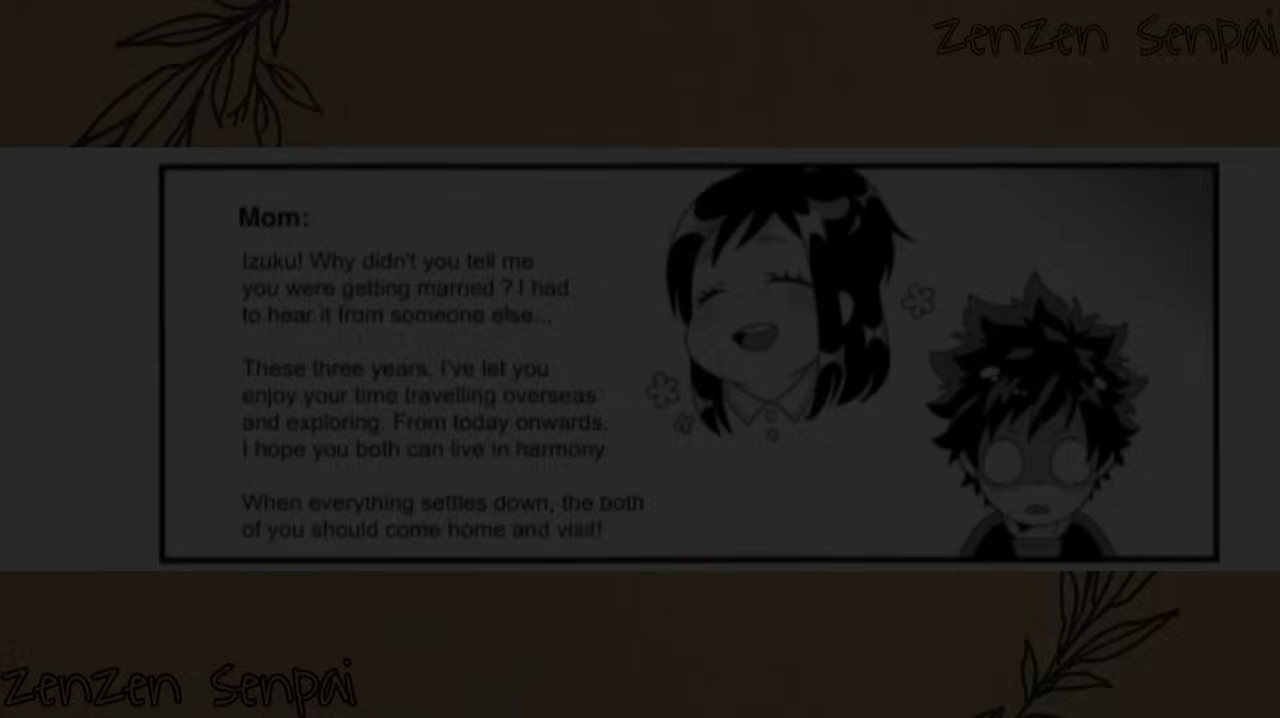 ZenZen Senpai
Mom:
Izuku! Why didn't you tell me
you were getting married ? I had
to hear it from someone else...
These three years, I've let you
enjoy your time travelling overseas
and exploring. From today onwards,
I hope you both can live in harmony.
When everything settles down, the both
of you should come home and visit!
ZenZen Senpai